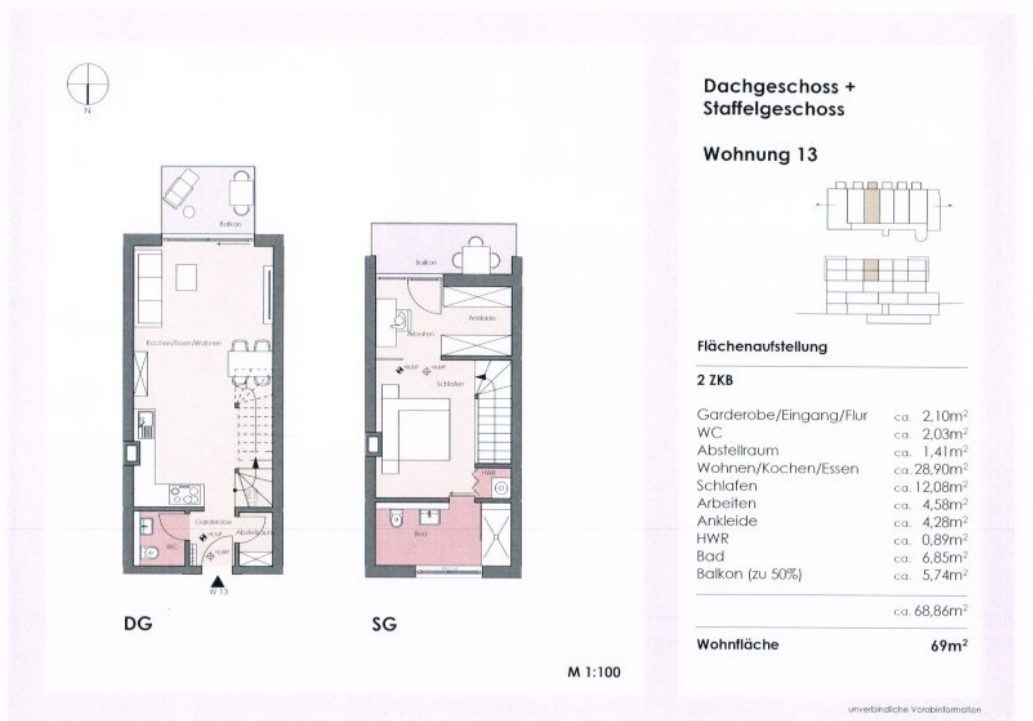 N
Balkon
Kochen/Essen/Wohnen
Garderobe
WC
Abstellraum
W 13
DG
Balkon
Ankleide
Arbeiten
Schlafen
HWR
Bad
SG
M 1:100
Dachgeschoss +
Staffelgeschoss
Wohnung 13
Flächenaufstellung
2 ZKB
Garderobe/Eingang/Flur ca. 2,10m²
WC ca. 2,03m²
Abstellraum ca. 1,41m²
Wohnen/Kochen/Essen ca. 28,90m²
Schlafen ca. 12,08m²
Arbeiten ca. 4,58m²
Ankleide ca. 4,28m²
HWR ca. 0,89m²
Bad ca. 6,85m²
Balkon (zu 50%) ca. 5,74m²
ca. 68,86m²
Wohnfläche 69m²
unverbindliche Vorabinformation